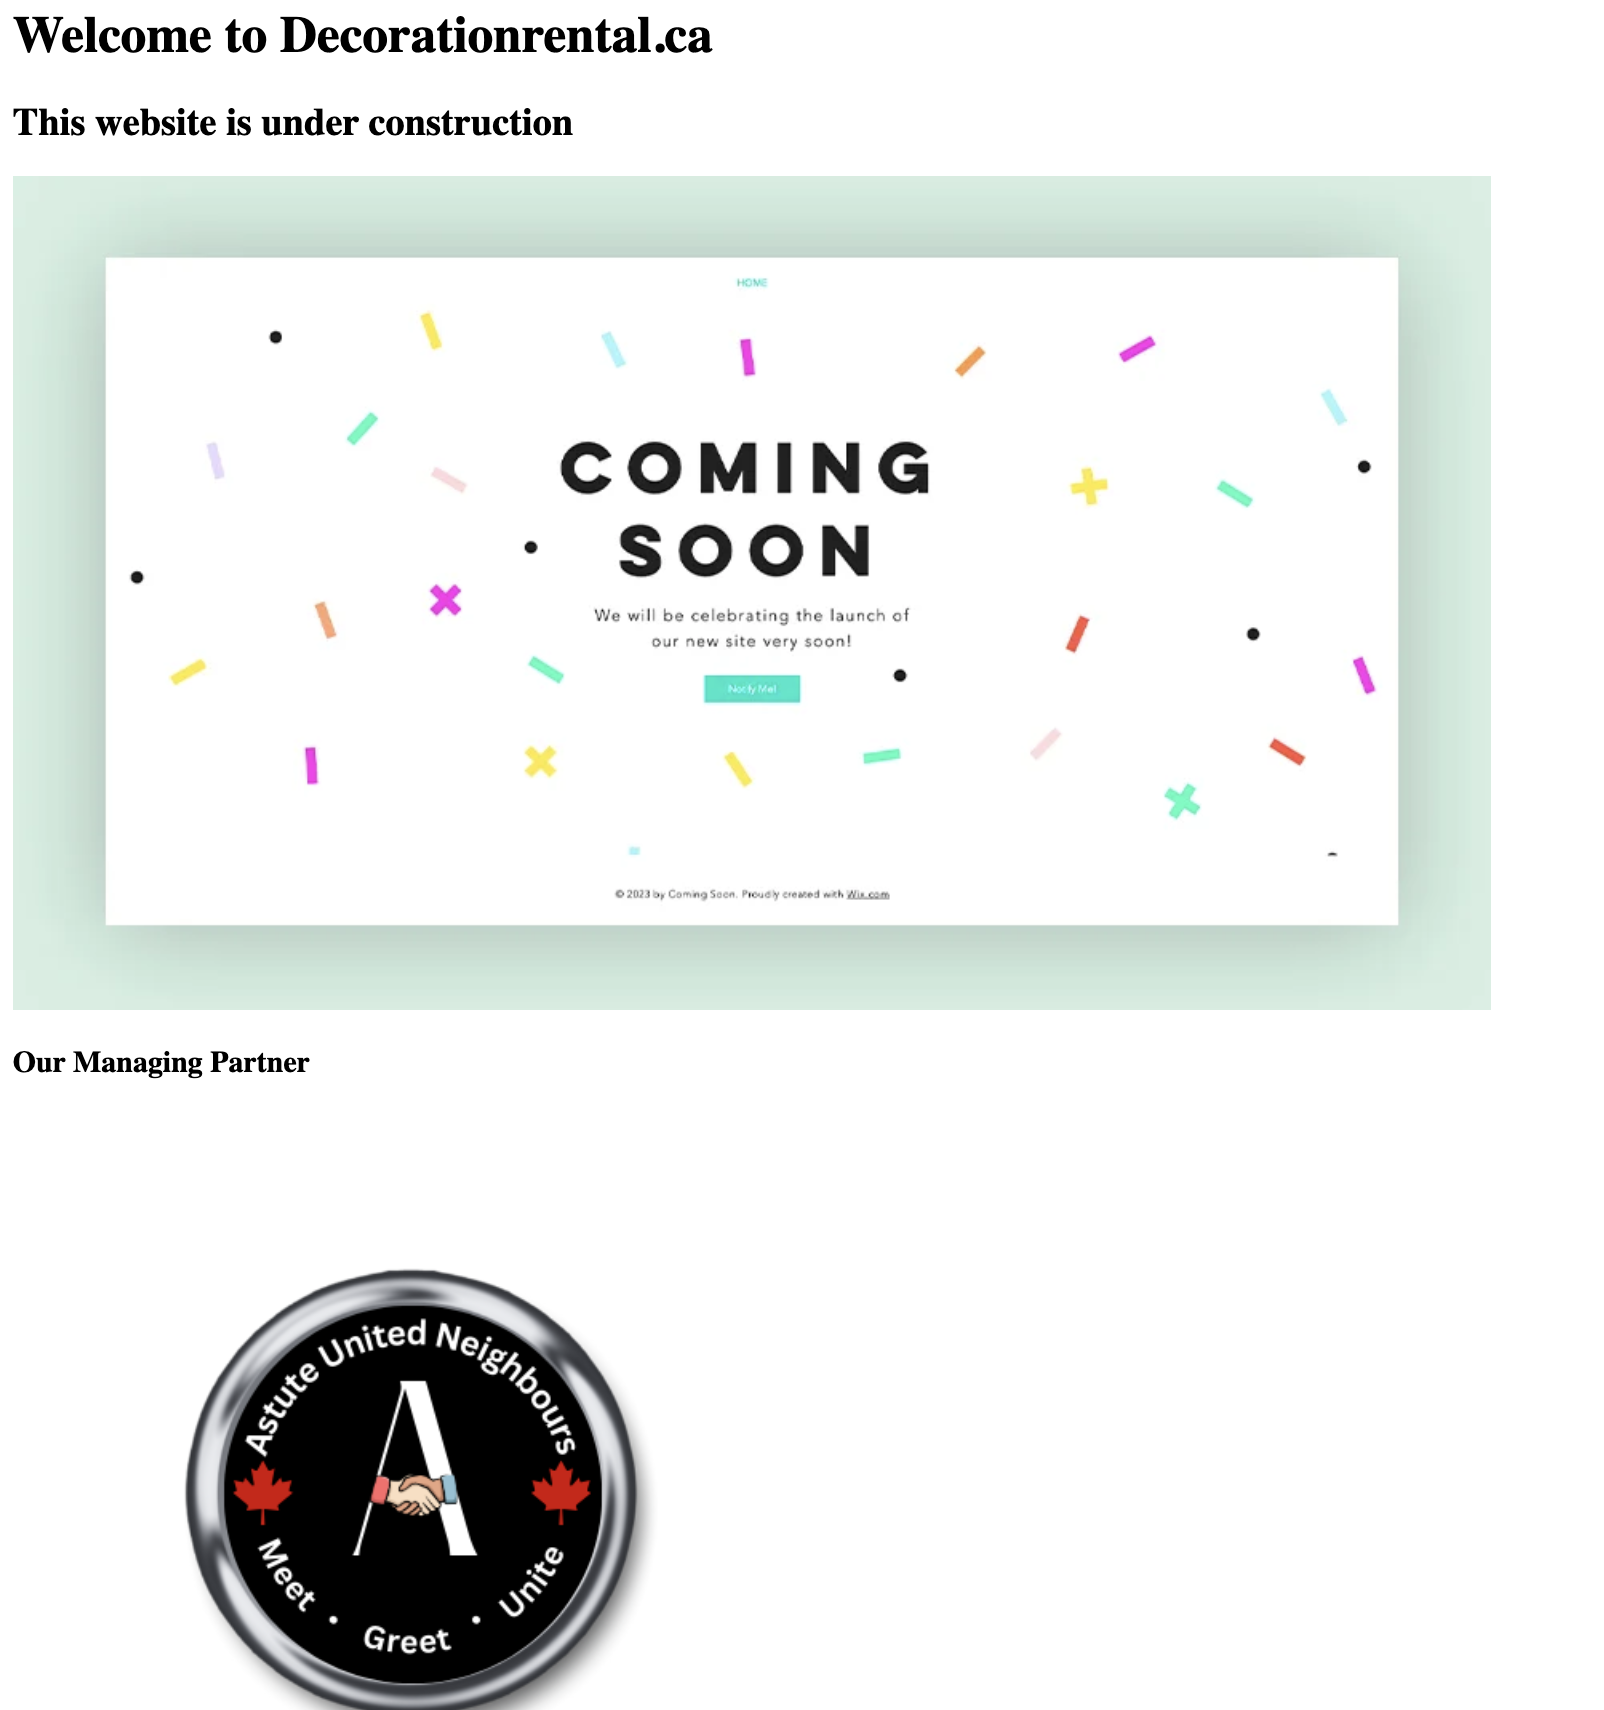 Welcome to Decorationrental.ca
This website is under construction
HOME
COMING
SOON
We will be celebrating the launch of
our new site very soon!
Notify Me!
© 2023 by Coming Soon. Proudly created with Wix.com
Our Managing Partner
Astute United Neighbours
A
Meet • Greet • Unite